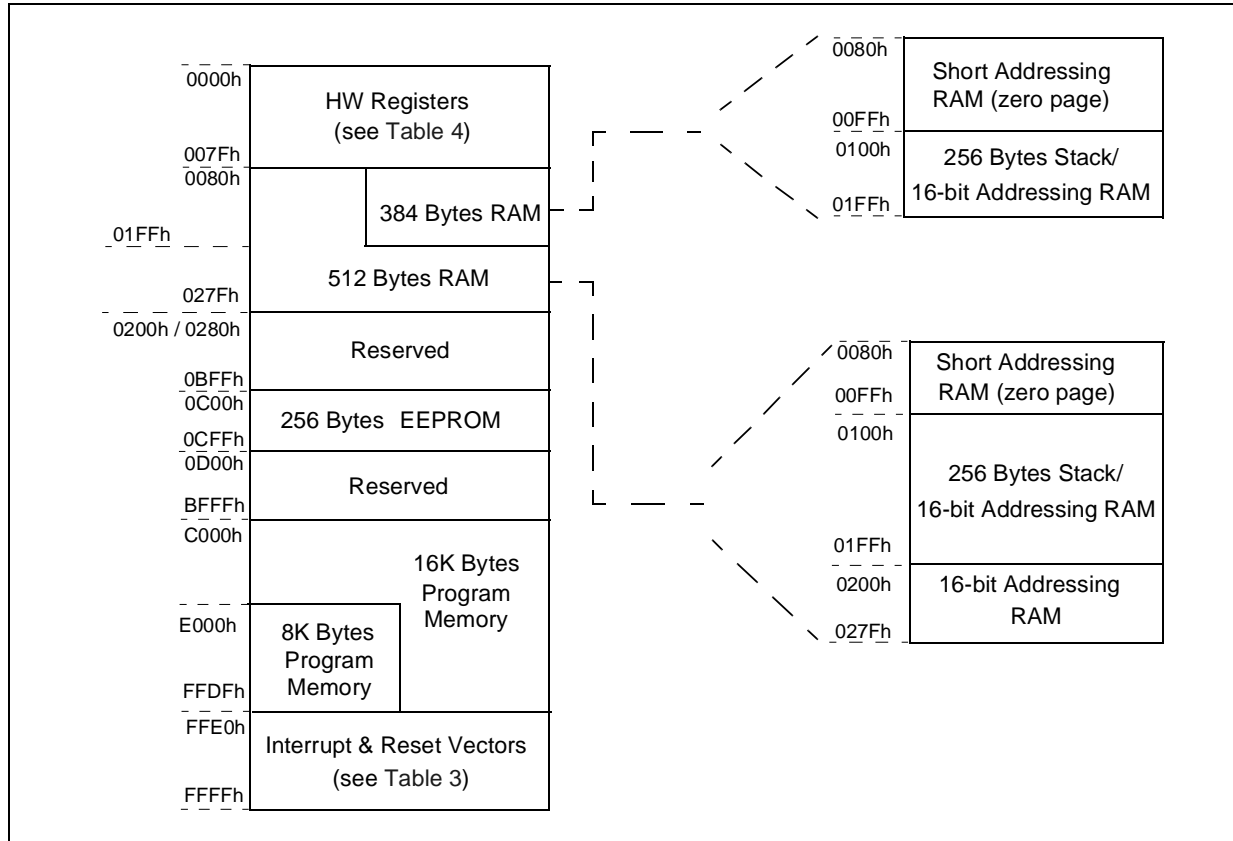 0000h
HW Registers
(see Table 4)
007Fh
0080h
384 Bytes RAM
01FFh
512 Bytes RAM
027Fh
0200h / 0280h
Reserved
0BFFh
0C00h
256 Bytes EEPROM
0CFFh
0D00h
Reserved
BFFFh
C000h
16K Bytes
Program
Memory
E000h
8K Bytes
Program
Memory
FFDFh
FFE0h
Interrupt & Reset Vectors
(see Table 3)
FFFFh
0080h
Short Addressing
RAM (zero page)
00FFh
0100h
256 Bytes Stack/
16-bit Addressing RAM
01FFh
0080h
Short Addressing
RAM (zero page)
00FFh
0100h
256 Bytes Stack/
16-bit Addressing RAM
01FFh
0200h
16-bit Addressing
RAM
027Fh